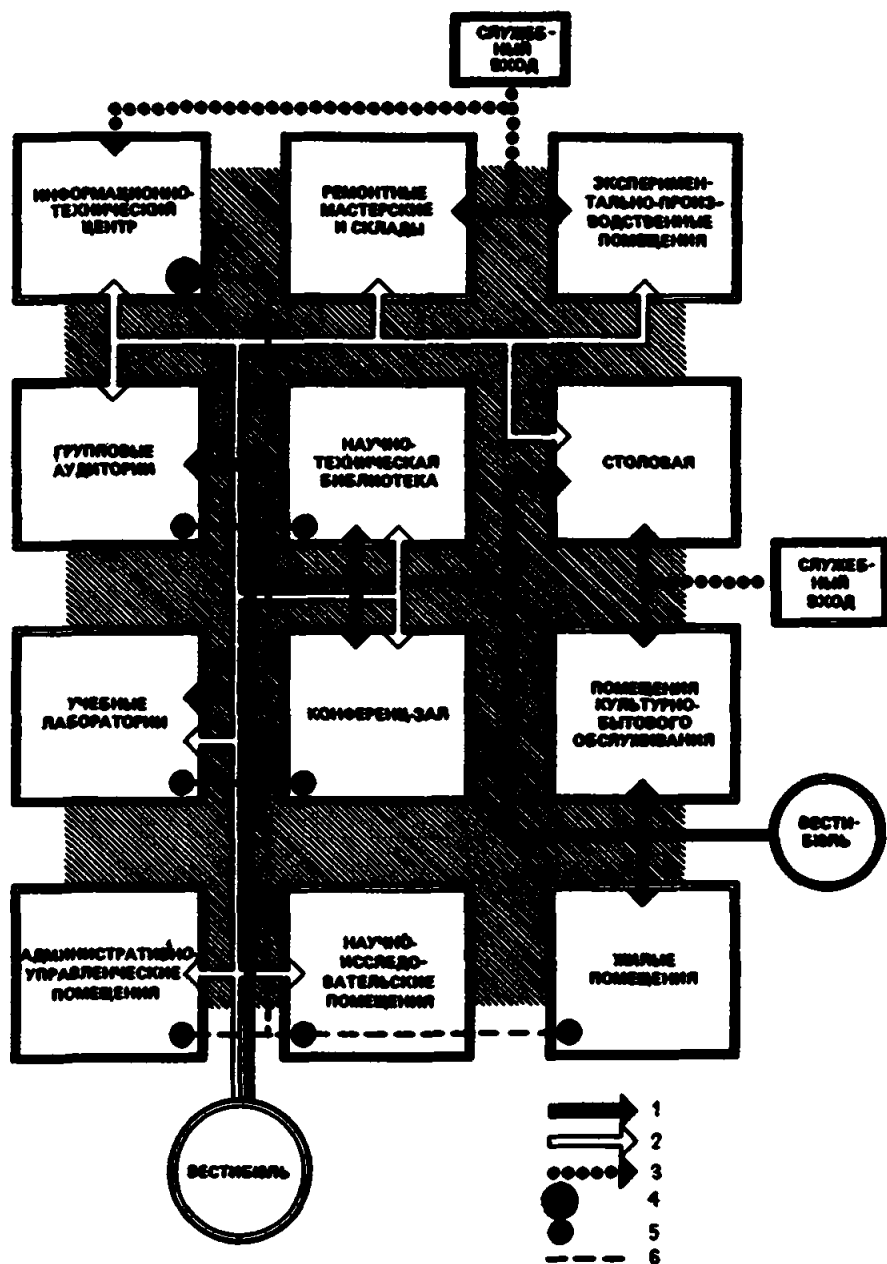 СЛУЖЕБ-
НЫЙ
ВХОД
ИНФОРМАЦИОННО-
ТЕХНИЧЕСКИЙ
ЦЕНТР
РЕМОНТНЫЕ
МАСТЕРСКИЕ
И СКЛАДЫ
ЭКСПЕРИМЕН-
ТАЛЬНО-ПРОИЗ-
ВОДСТВЕННЫЕ
ПОМЕЩЕНИЯ
ГРУППОВЫЕ
АУДИТОРИИ
НАУЧНО-
ТЕХНИЧЕСКАЯ
БИБЛИОТЕКА
СТОЛОВАЯ
СЛУЖЕБ-
НЫЙ
ВХОД
УЧЕБНЫЕ
ЛАБОРАТОРИИ
КОНФЕРЕНЦ-ЗАЛ
ПОМЕЩЕНИЯ
КУЛЬТУРНО-
БЫТОВОГО
ОБСЛУЖИВАНИЯ
ВЕСТИ-
БЮЛЬ
АДМИНИСТРАТИВНО-
УПРАВЛЕНЧЕСКИЕ
ПОМЕЩЕНИЯ
НАУЧНО-
ИССЛЕДО-
ВАТЕЛЬСКИЕ
ПОМЕЩЕНИЯ
ЖИЛЫЕ
ПОМЕЩЕНИЯ
ВЕСТИБЮЛЬ
1
2
3
4
5
6